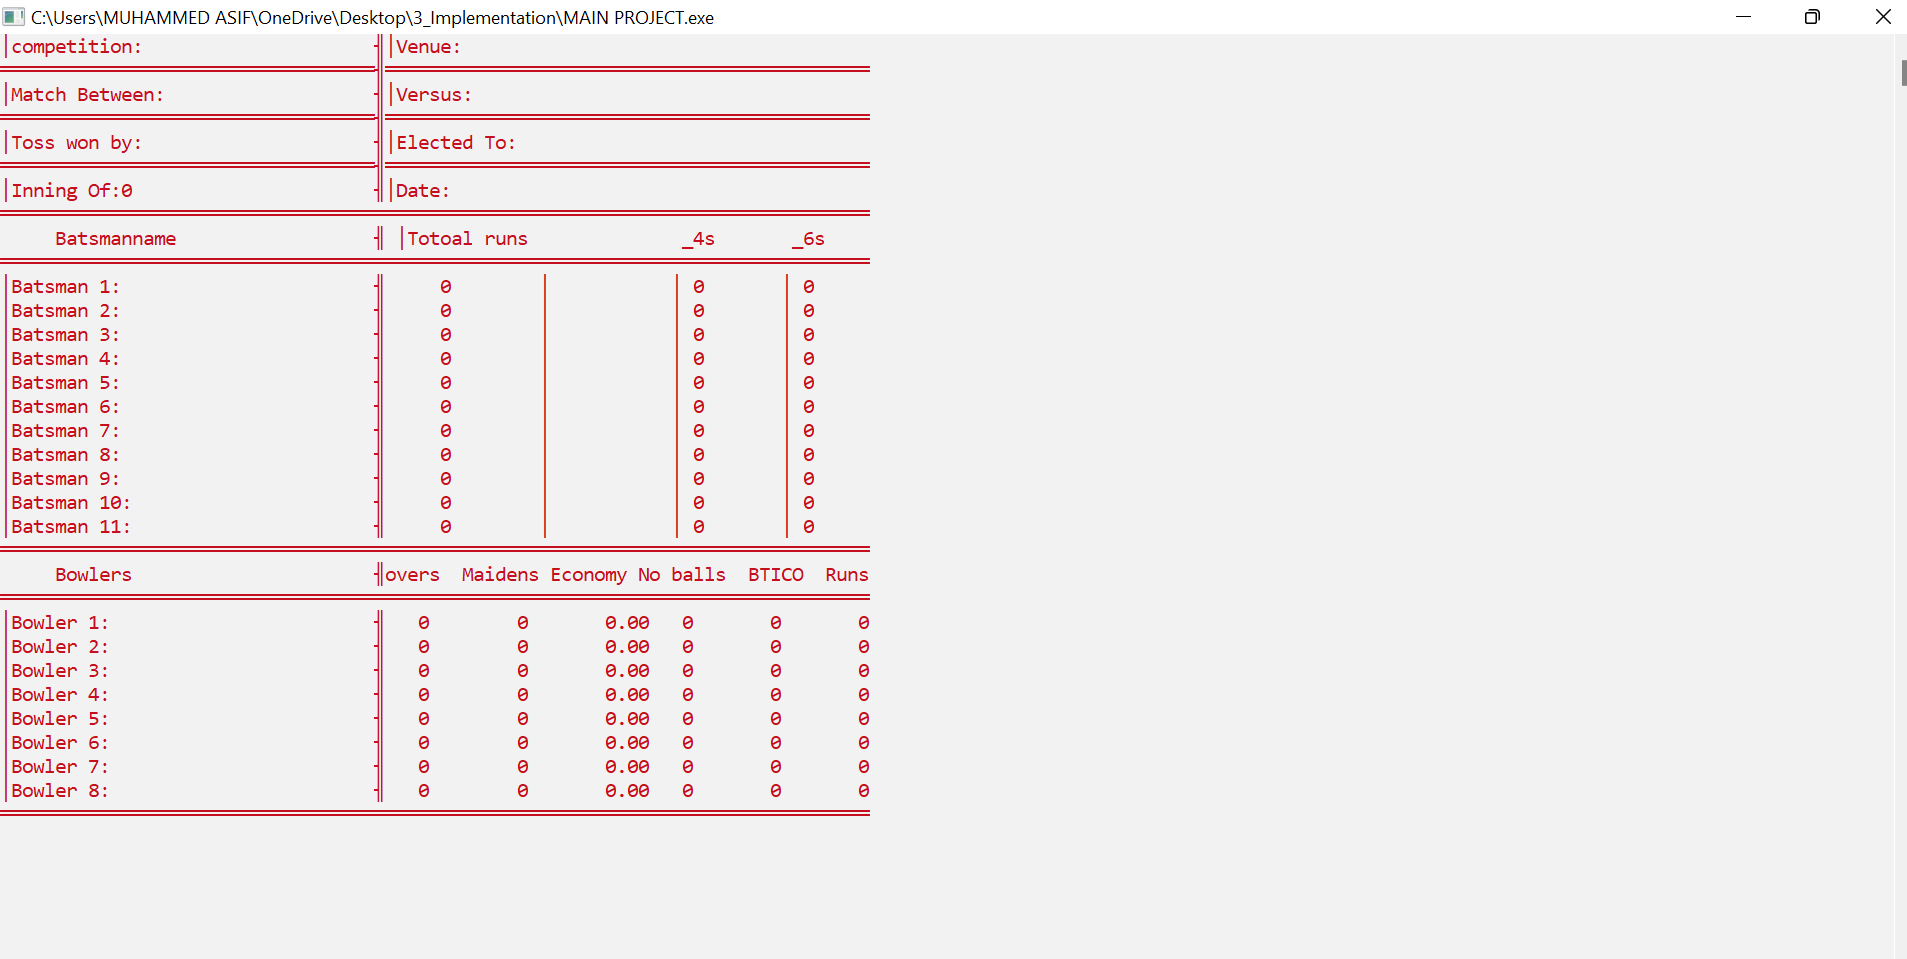 C:\Users\MUHAMMED ASIF\OneDrive\Desktop\3_Implementation\MAIN PROJECT.exe
competition: Venue:
Match Between: Versus:
Toss won by: Elected To:
Inning Of:0 Date:
Batsmanname Totoal runs _4s _6s
Batsman 1: 0 0 0
Batsman 2: 0 0 0
Batsman 3: 0 0 0
Batsman 4: 0 0 0
Batsman 5: 0 0 0
Batsman 6: 0 0 0
Batsman 7: 0 0 0
Batsman 8: 0 0 0
Batsman 9: 0 0 0
Batsman 10: 0 0 0
Batsman 11: 0 0 0
Bowlers overs Maidens Economy No balls BTICO Runs
Bowler 1: 0 0 0.00 0 0 0
Bowler 2: 0 0 0.00 0 0 0
Bowler 3: 0 0 0.00 0 0 0
Bowler 4: 0 0 0.00 0 0 0
Bowler 5: 0 0 0.00 0 0 0
Bowler 6: 0 0 0.00 0 0 0
Bowler 7: 0 0 0.00 0 0 0
Bowler 8: 0 0 0.00 0 0 0